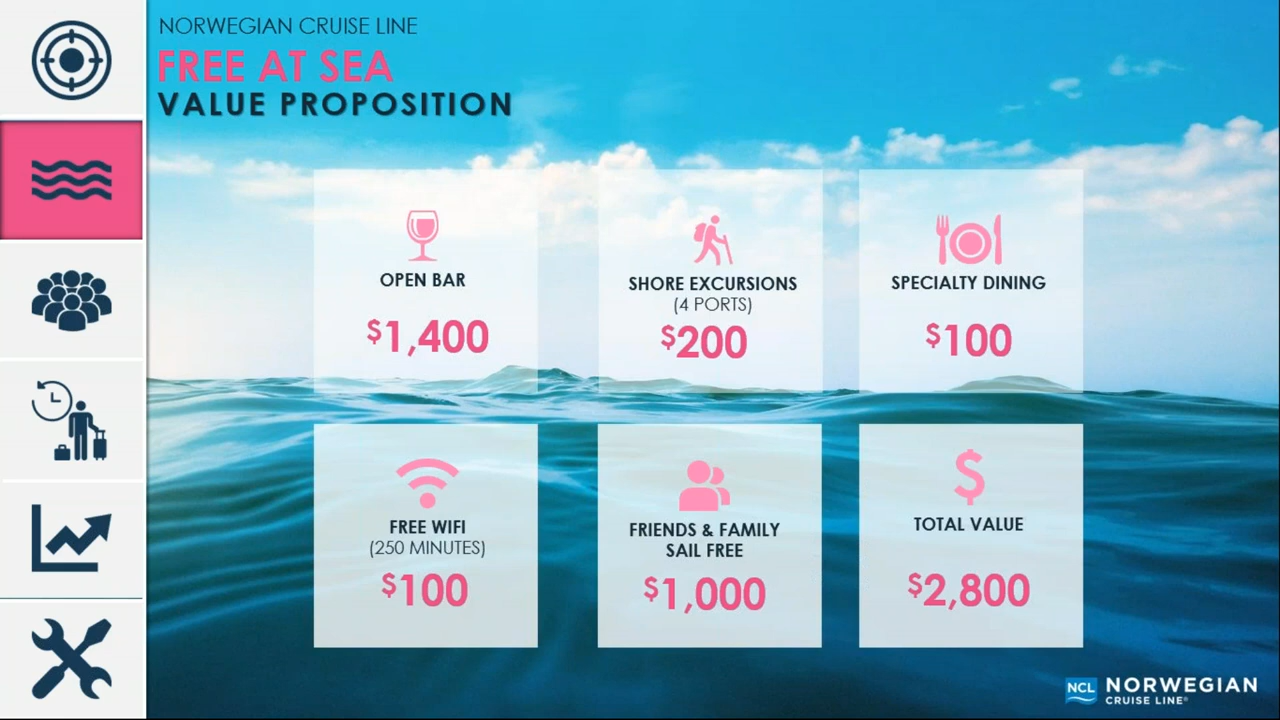 NORWEGIAN CRUISE LINE
FREE AT SEA
VALUE PROPOSITION
OPEN BAR
$1,400
SHORE EXCURSIONS
(4 PORTS)
$200
SPECIALTY DINING
$100
FREE WIFI
(250 MINUTES)
$100
FRIENDS & FAMILY
SAIL FREE
$1,000
$
TOTAL VALUE
$2,800
NCL NORWEGIAN
CRUISE LINE®